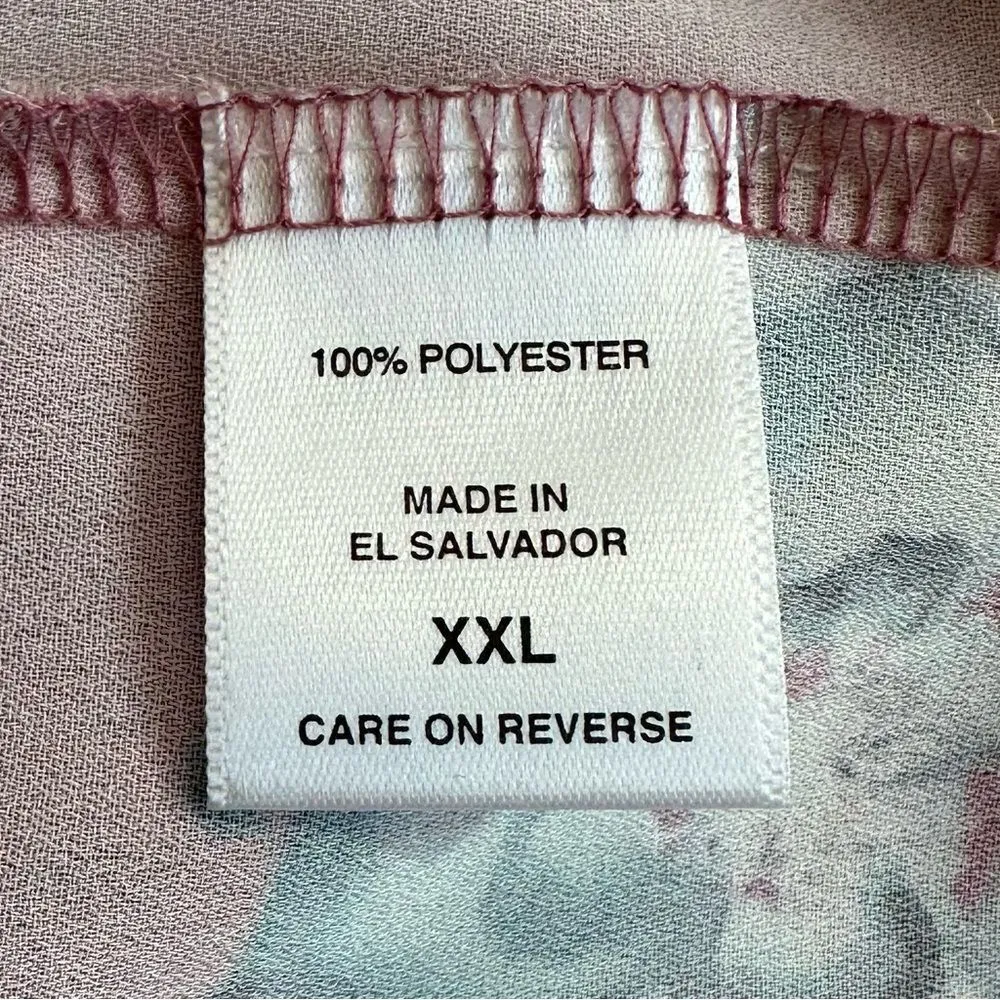 100% POLYESTER
MADE IN
EL SALVADOR
XXL
CARE ON REVERSE